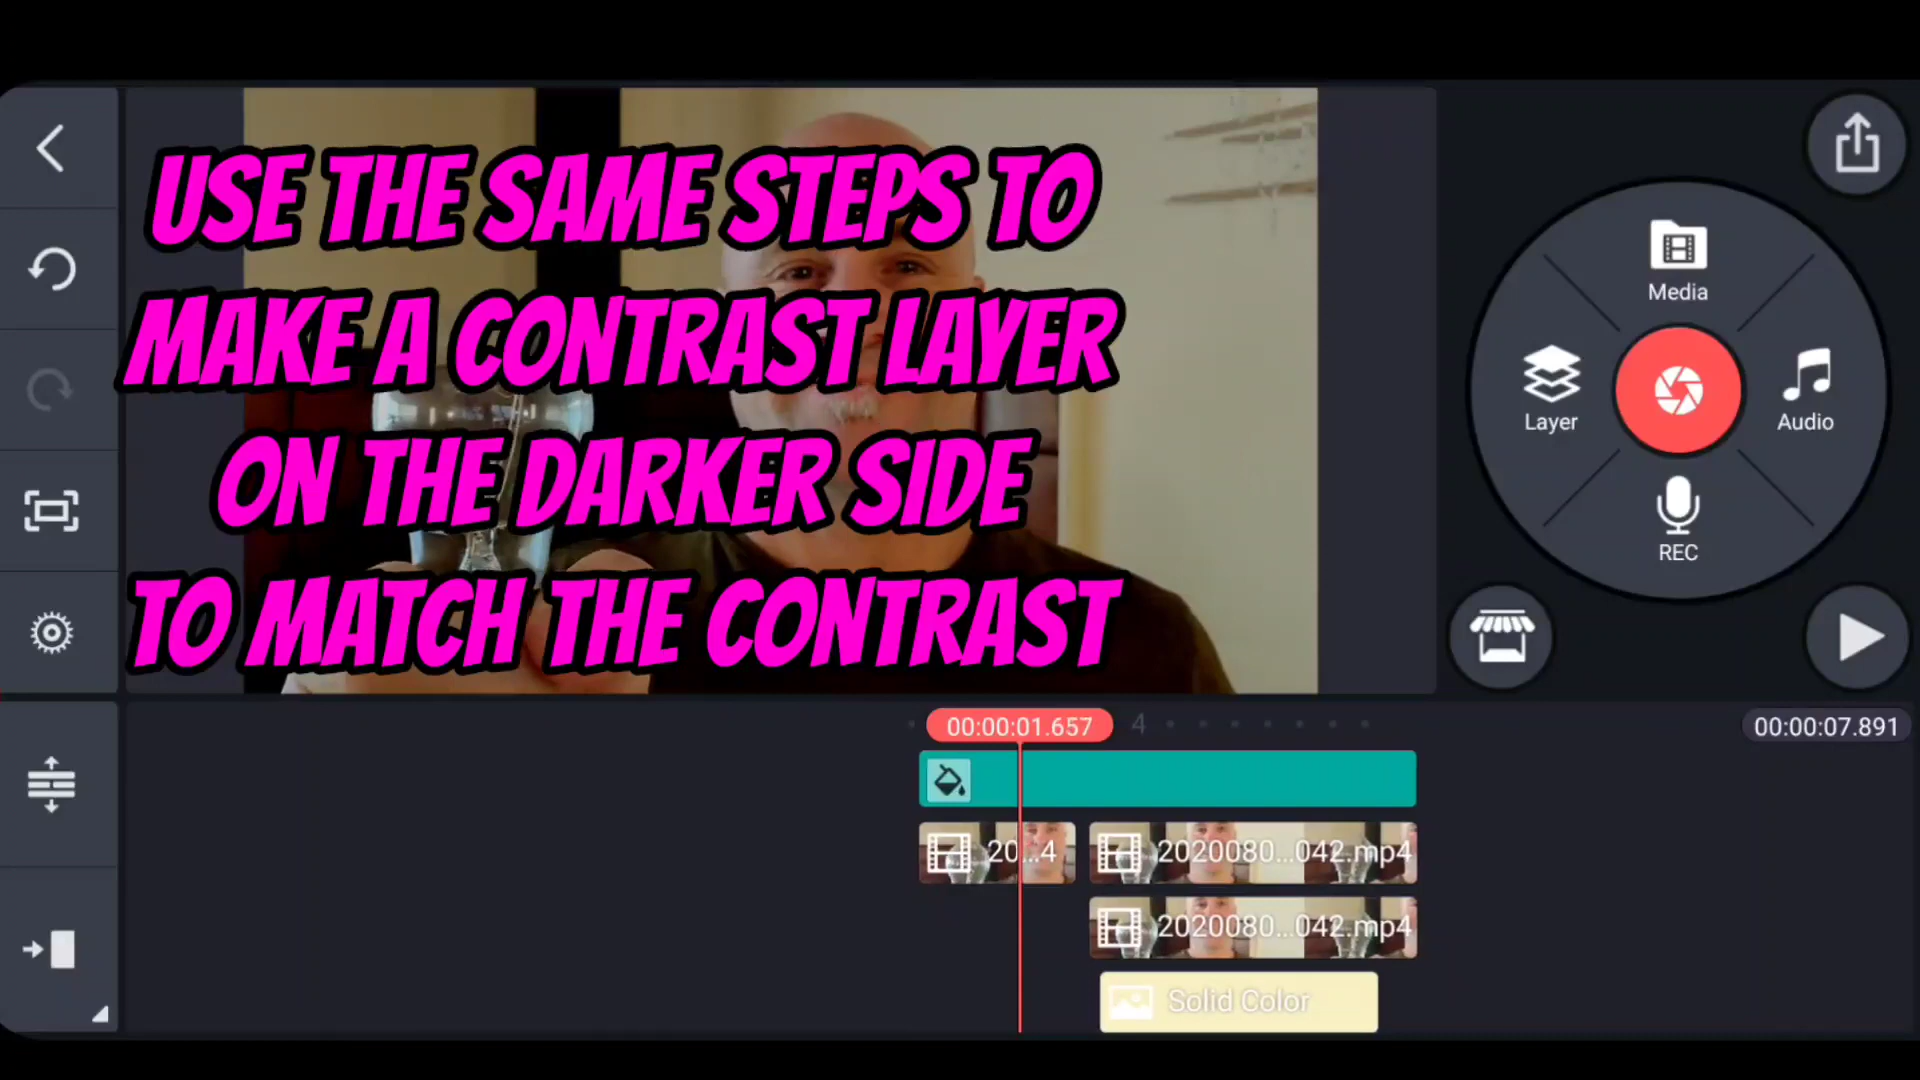 USE THE SAME STEPS TO
MAKE A CONTRAST LAYER
ON THE DARKER SIDE
TO MATCH THE CONTRAST
Media
Layer
Audio
REC
00:00:01.657
4
00:00:07.891
20...4
2020080...042.mp4
2020080...042.mp4
Solid Color